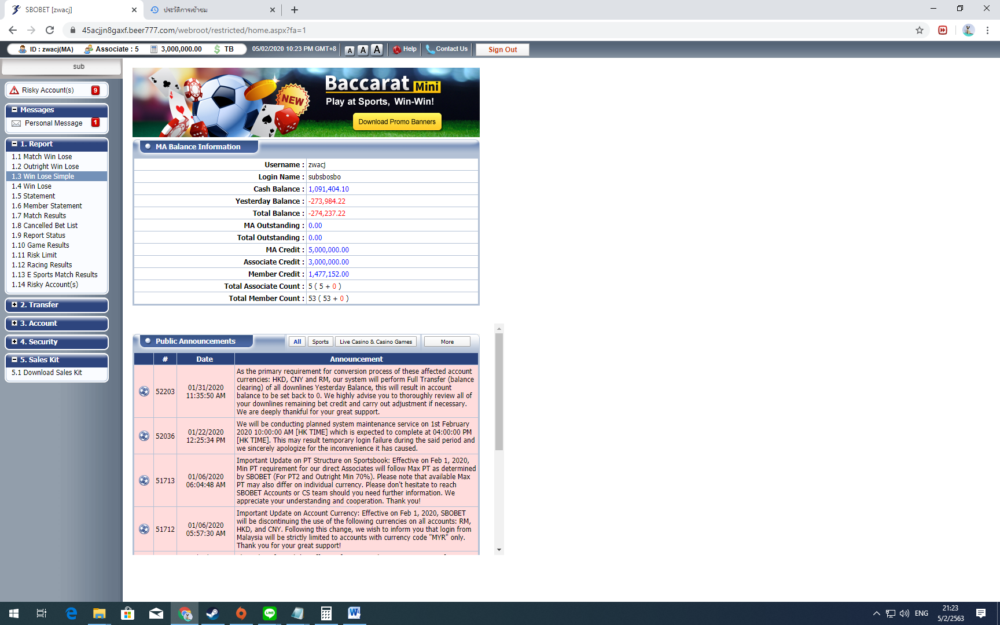 SBOBET [zwacj]
ประวัติการเข้าชม
45acjjn8gaxf.beer777.com/webroot/restricted/home.aspx?fa=1
ID : zwacj(MA) Associate : 5 3,000,000.00 TB 05/02/2020 10:23 PM GMT+8 A A A Help Contact Us Sign Out
sub
Risky Account(s) 9
Messages
Personal Message 1
1. Report
1.1 Match Win Lose
1.2 Outright Win Lose
1.3 Win Lose Simple
1.4 Win Lose
1.5 Statement
1.6 Member Statement
1.7 Match Results
1.8 Cancelled Bet List
1.9 Report Status
1.10 Game Results
1.11 Risk Limit
1.12 Racing Results
1.13 E Sports Match Results
1.14 Risky Account(s)
2. Transfer
3. Account
4. Security
5. Sales Kit
5.1 Download Sales Kit
NEW
Baccarat Mini
Play at Sports, Win-Win!
Download Promo Banners
MA Balance Information
Username : zwacj
Login Name : subsbosbo
Cash Balance : 1,091,404.10
Yesterday Balance : -273,984.22
Total Balance : -274,237.22
MA Outstanding : 0.00
Total Outstanding : 0.00
MA Credit : 5,000,000.00
Associate Credit : 3,000,000.00
Member Credit : 1,477,152.00
Total Associate Count : 5 ( 5 + 0 )
Total Member Count : 53 ( 53 + 0 )
Public Announcements All Sports Live Casino & Casino Games More
# Date Announcement
52203 01/31/2020 11:35:50 AM
As the primary requirement for conversion process of these affected account
currencies: HKD, CNY and RM, our system will perform Full Transfer (balance
clearing) of all downlines Yesterday Balance, this will result in account
balance to be set back to 0. We highly advise you to thoroughly review all of
your downlines remaining bet credit and carry out adjustment if necessary.
We are deeply thankful for your great support.
52036 01/22/2020 12:25:34 PM
We will be conducting planned system maintenance service on 1st February
2020 10:00:00 AM [HK TIME] which is expected to complete at 04:00:00 PM
[HK TIME]. This may result temporary login failure during the said period and
we sincerely apologize for the inconvenience it has caused.
51713 01/06/2020 06:04:48 AM
Important Update on PT Structure on Sportsbook: Effective on Feb 1, 2020,
Min PT requirement for our direct Associates will follow Max PT as determined
by SBOBET (For PT2 and Outright Min 70%). Please note that available Max
PT may also differ on individual currency. Please don't hesitate to reach
SBOBET Accounts or CS team should you need further information. We
appreciate your understanding and cooperation. Thank you!
51712 01/06/2020 05:57:30 AM
Important Update on Account Currency: Effective on Feb 1, 2020, SBOBET
will be discontinuing the use of the following currencies on all accounts: RM,
HKD, and CNY. Following this change, we wish to inform you that login from
Malaysia will be strictly limited to accounts with currency code "MYR" only.
Thank you for your great support!
LINE
W
ENG
21:23
5/2/2563